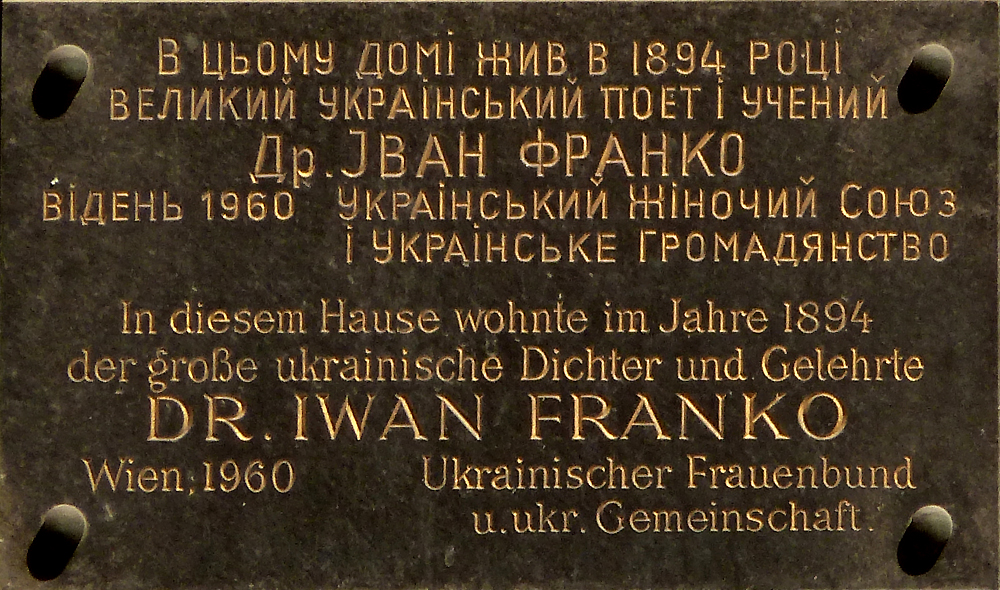 В ЦЬОМУ ДОМІ ЖИВ В 1894 РОЦІ
ВЕЛИКИЙ УКРАЇНСЬКИЙ ПОЕТ І УЧЕНИЙ
Др. ІВАН ФРАНКО
ВІДЕНЬ 1960 УКРАЇНСЬКИЙ ЖІНОЧИЙ СОЮЗ
І УКРАЇНСЬКЕ ГРОМАДЯНСТВО
In diesem Hause wohnte im Jahre 1894
der große ukrainische Dichter und Gelehrte
DR. IWAN FRANKO
Wien, 1960 Ukrainischer Frauenbund
u. ukr. Gemeinschaft.